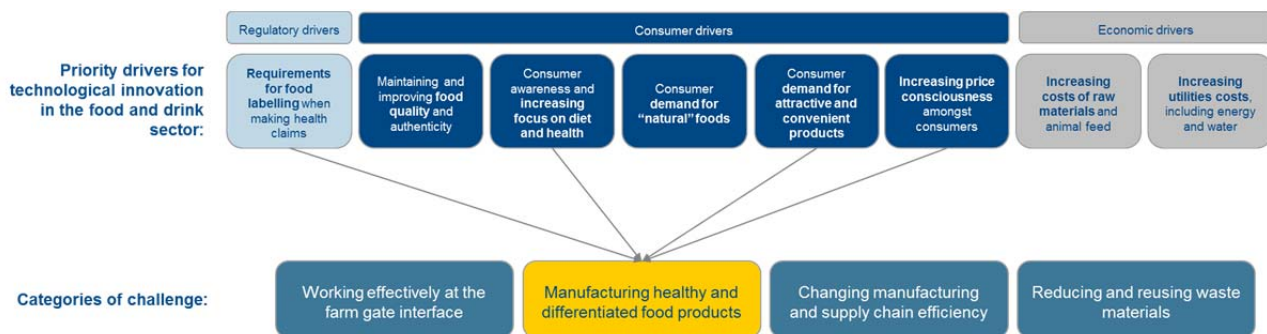 Regulatory drivers
Consumer drivers
Economic drivers
Priority drivers for
technological innovation
in the food and drink
sector:
Requirements
for food
labelling when
making health
claims
Maintaining and
improving food
quality and
authenticity
Consumer
awareness and
increasing
focus on diet
and health
Consumer
demand for
“natural” foods
Consumer
demand for
attractive and
convenient
products
Increasing price
consciousness
amongst
consumers
Increasing
costs of raw
materials and
animal feed
Increasing
utilities costs,
including energy
and water
Categories of challenge:
Working effectively at the
farm gate interface
Manufacturing healthy and
differentiated food products
Changing manufacturing
and supply chain efficiency
Reducing and reusing waste
materials